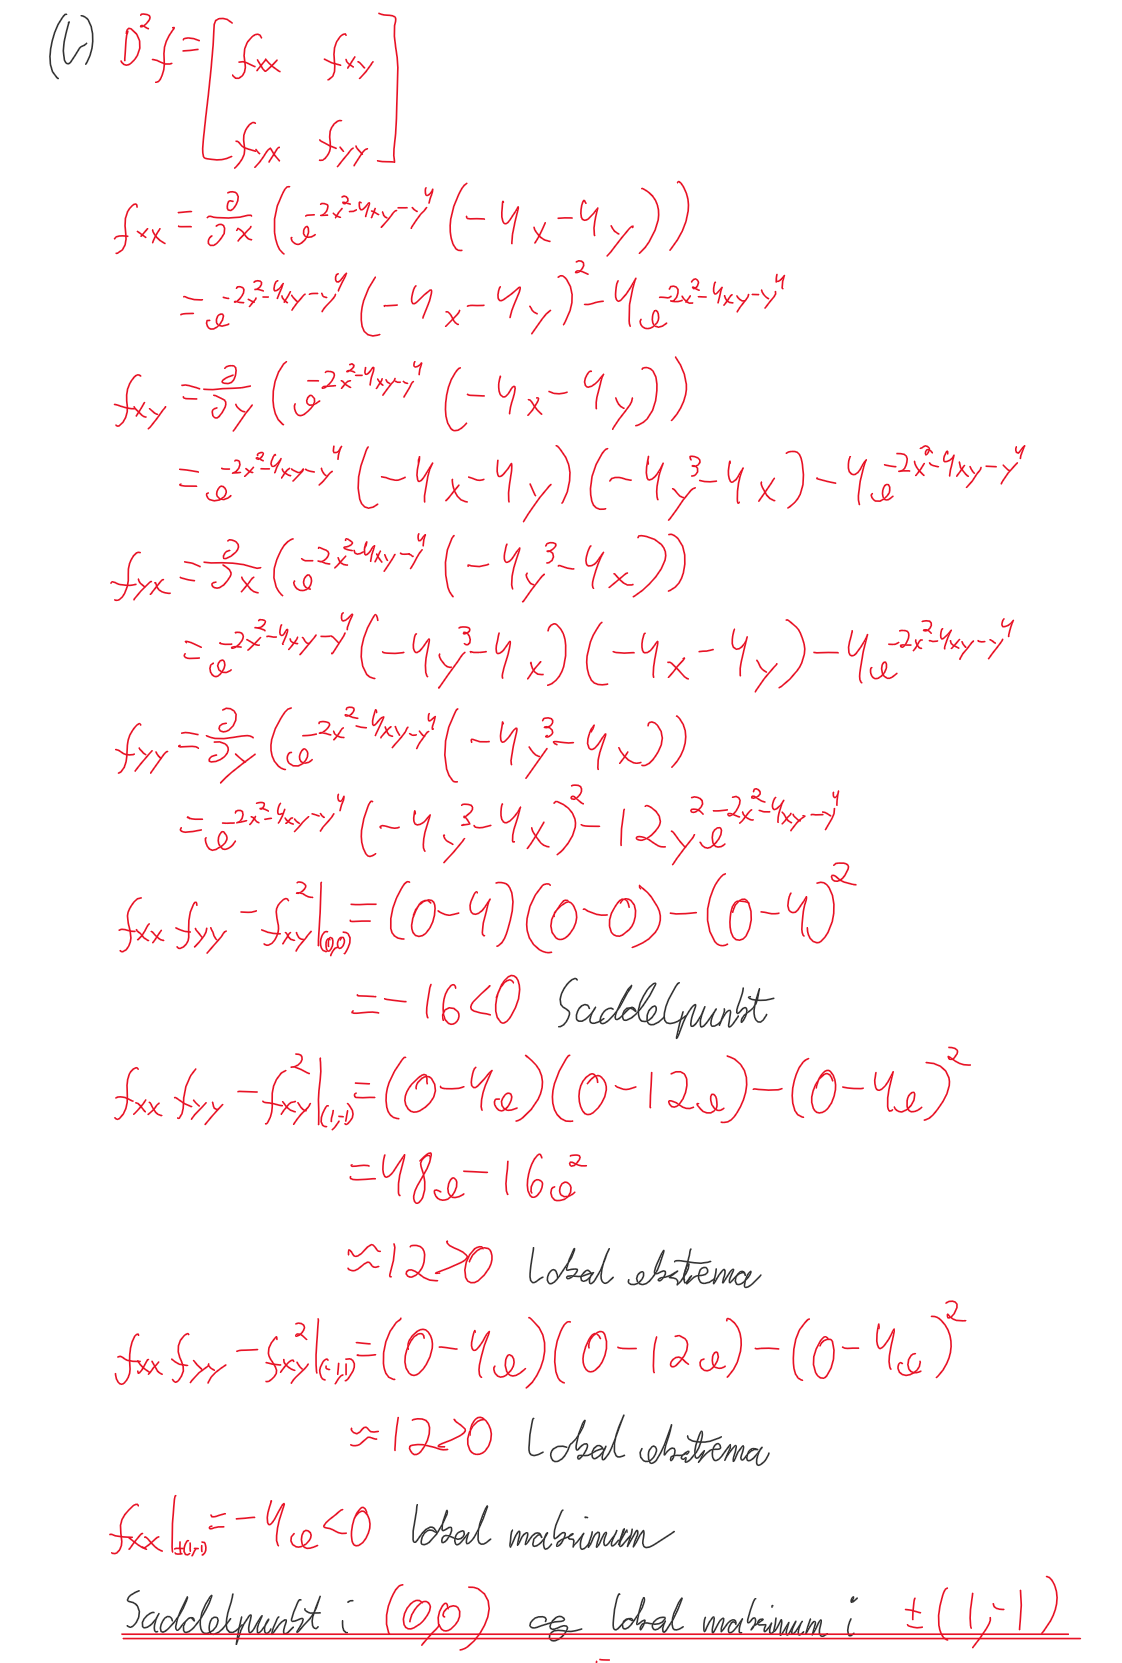 (b) D²f = [ fxx fxy
fyx fyy ]
fxx = ∂/∂x (e^(-2x²-4xy-y⁴) (-4x-4y))
= e^(-2x²-4xy-y⁴) (-4x-4y)² - 4e^(-2x²-4xy-y⁴)
fxy = ∂/∂y (e^(-2x²-4xy-y⁴) (-4x-4y))
= e^(-2x²-4xy-y⁴) (-4x-4y) (-4y³-4x) - 4e^(-2x²-4xy-y⁴)
fyx = ∂/∂x (e^(-2x²-4xy-y⁴) (-4y³-4x))
= e^(-2x²-4xy-y⁴) (-4y³-4x) (-4x-4y) - 4e^(-2x²-4xy-y⁴)
fyy = ∂/∂y (e^(-2x²-4xy-y⁴) (-4y³-4x))
= e^(-2x²-4xy-y⁴) (-4y³-4x)² - 12y²e^(-2x²-4xy-y⁴)
fxx fyy - fxy²|(0,0) = (0-4)(0-0)-(0-4)²
= -16<0 Saddelpunkt
fxx fyy - fxy²|(1,-1) = (0-4e)(0-12e)-(0-4e)²
= 48e - 16e²
≈ 12>0 Lokal ekstrema
fxx fyy - fxy²|(-1,1) = (0-4e)(0-12e)-(0-4e)²
≈ 12>0 Lokal ekstrema
fxx|±(1,-1) = -4e<0 lokal maksimum
Saddelpunkt i (0,0) og lokal maksimum i ±(1,-1)